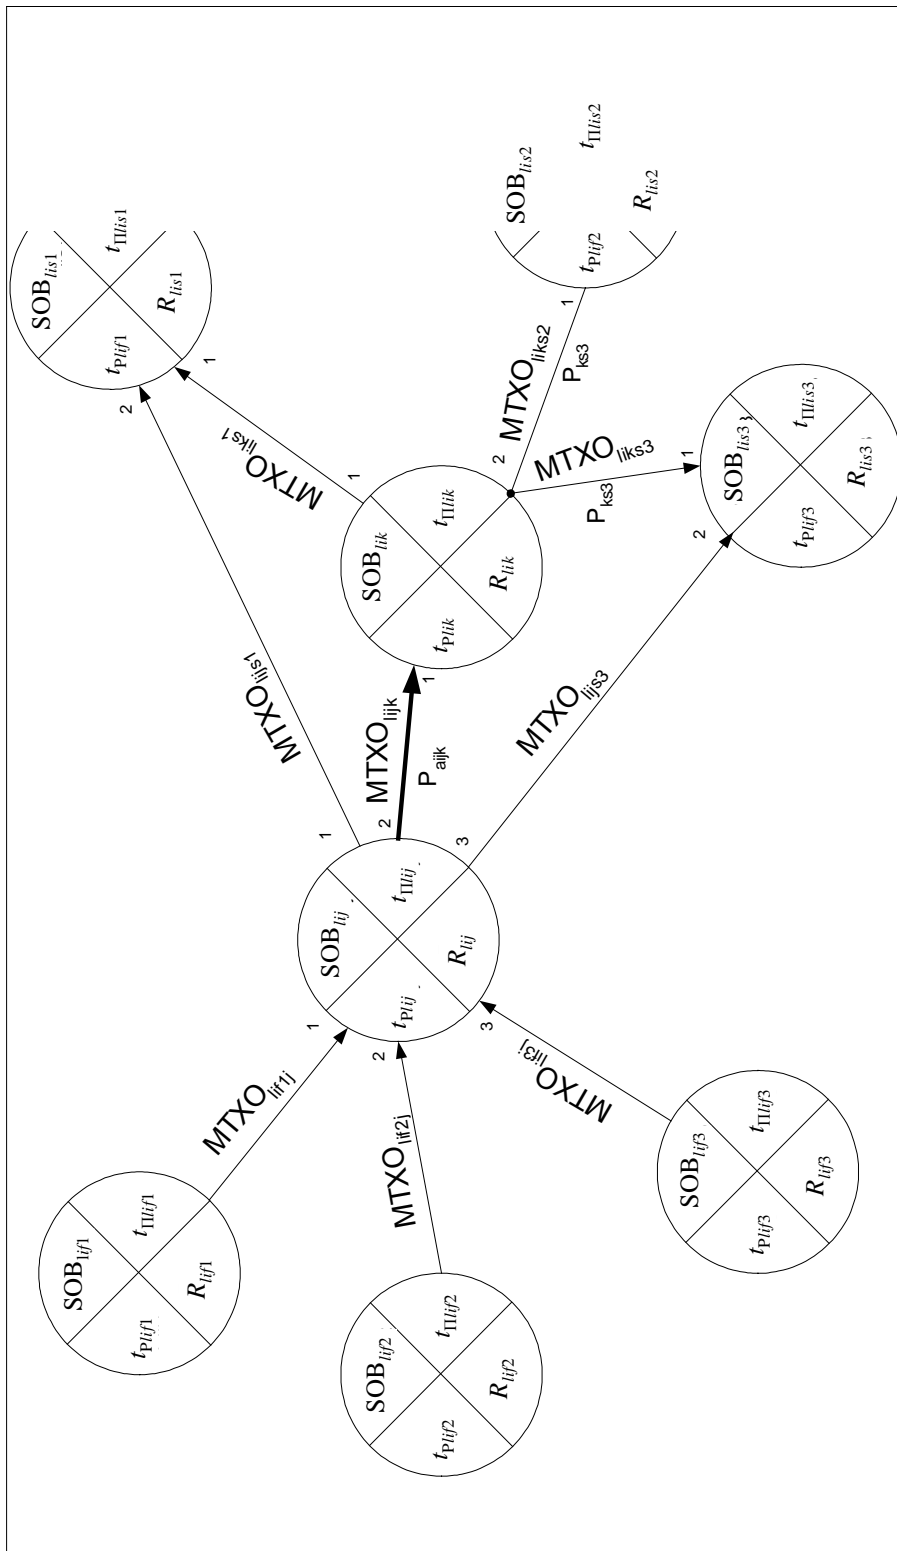 SOB_lif1
t_Plif1
t_Πlif1
R_lif1
MTXO_lif1j
SOB_lif2
t_Plif2
t_Πlif2
R_lif2
MTXO_lif2j
SOB_lif3
t_Plif3
t_Πlif3
R_lif3
MTXO_lif3j
1
2
3
SOB_lij
t_Plij
t_Πlij
R_lij
1
2
3
MTXO_lijs1
MTXO_lijk
P_aijk
MTXO_lijs3
1
SOB_lik
t_Plik
t_Πlik
R_lik
1
2
MTXO_liks1
MTXO_liks2
P_ks3
MTXO_liks3
P_ks3
2
1
SOB_lis1
t_Plif1
t_Πlis1
R_lis1
1
SOB_lis2
t_Plif2
t_Πlis2
R_lis2
1
2
SOB_lis3
t_Plif3
t_Πlis3
R_lis3